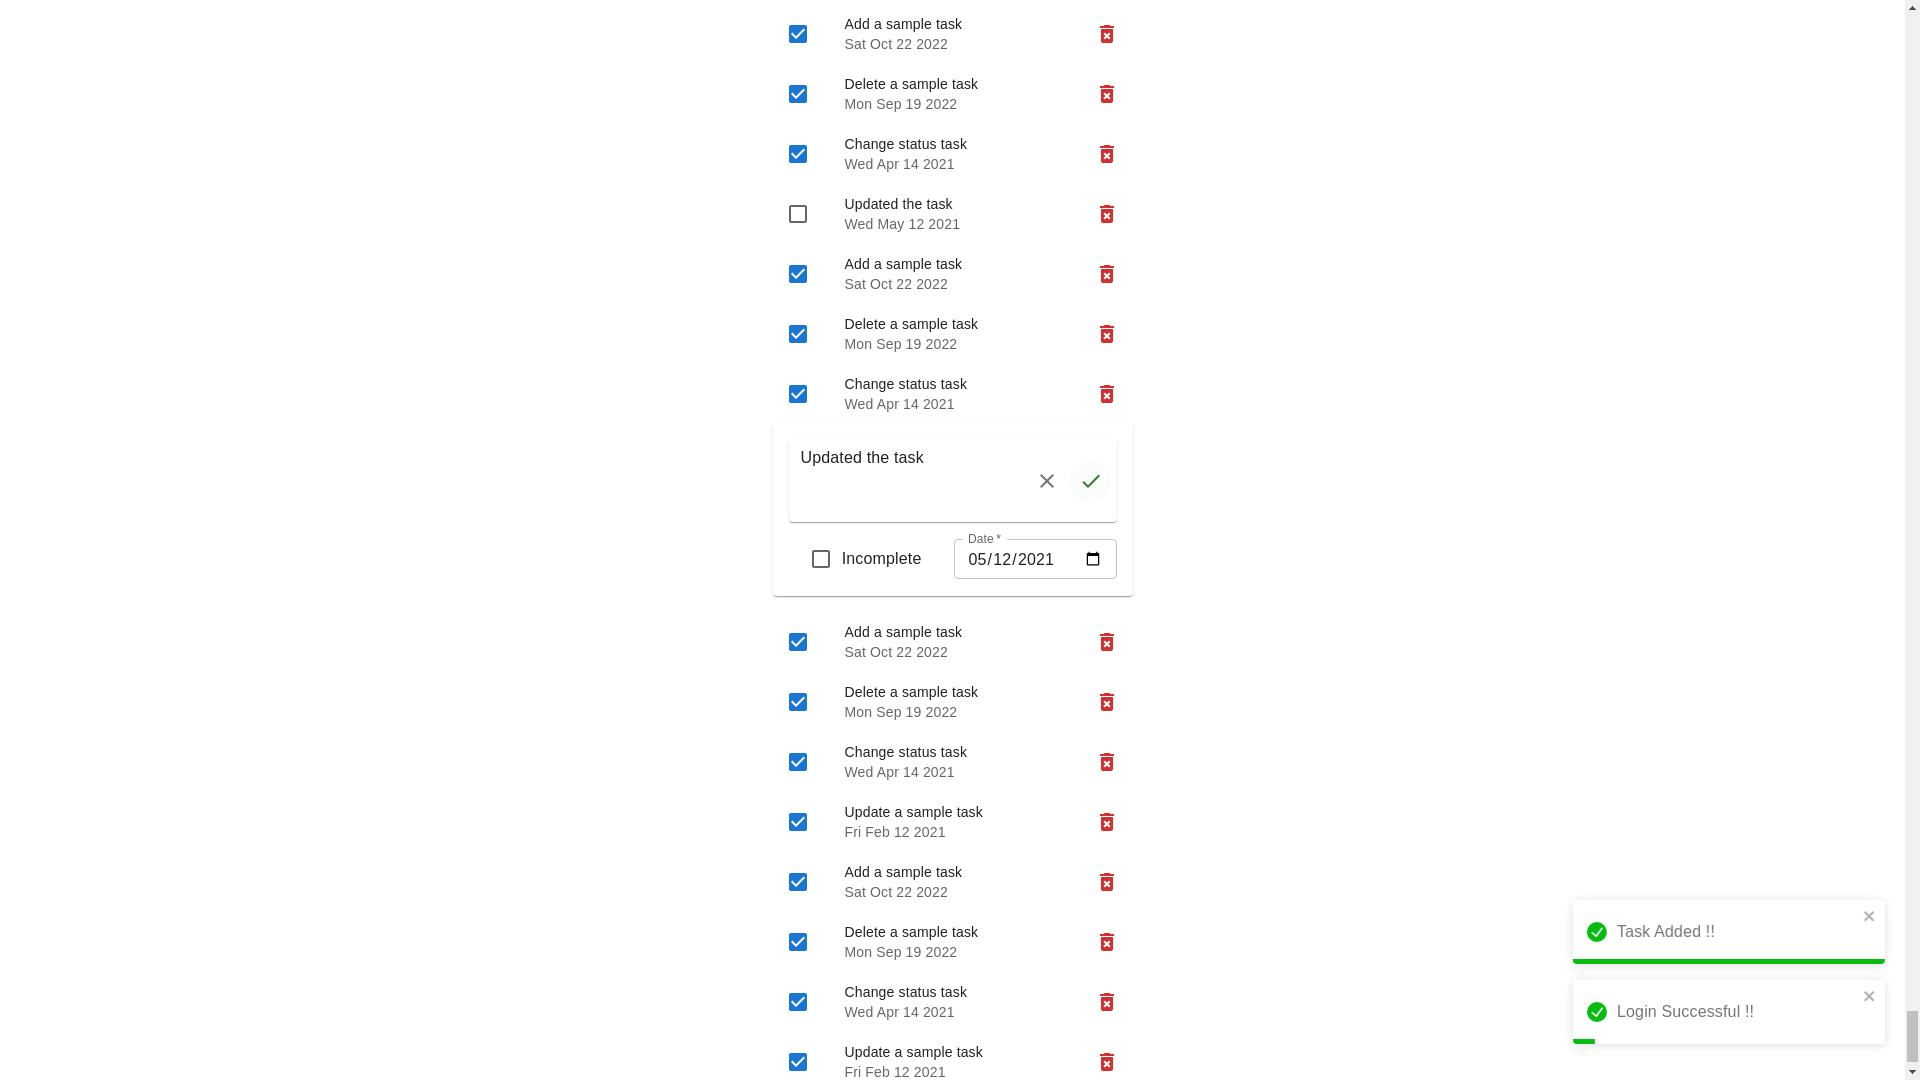 Add a sample task
Sat Oct 22 2022
Delete a sample task
Mon Sep 19 2022
Change status task
Wed Apr 14 2021
Updated the task
Wed May 12 2021
Add a sample task
Sat Oct 22 2022
Delete a sample task
Mon Sep 19 2022
Change status task
Wed Apr 14 2021
Updated the task
Date *
Incomplete
05/12/2021
Add a sample task
Sat Oct 22 2022
Delete a sample task
Mon Sep 19 2022
Change status task
Wed Apr 14 2021
Update a sample task
Fri Feb 12 2021
Add a sample task
Sat Oct 22 2022
Delete a sample task
Mon Sep 19 2022
Change status task
Wed Apr 14 2021
Update a sample task
Fri Feb 12 2021
Task Added !!
Login Successful !!